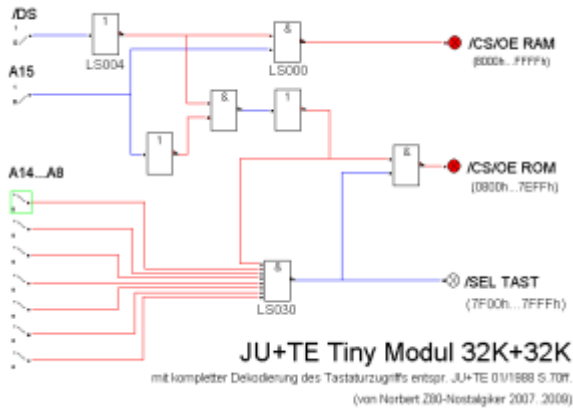 /DS
1
LS004
&
LS000
/CS/OE RAM
(8000h...FFFFh)
A15
&
1
1
&
/CS/OE ROM
(0800h...7EFFh)
A14...A8
&
LS030
/SEL TAST
(7F00h...7FFFh)
JU+TE Tiny Modul 32K+32K
mit kompletter Dekodierung des Tastaturzugriffs entspr. JU+TE 01/1988 S.70ff.
(von Norbert Z80-Nostalgiker 2007..2008)